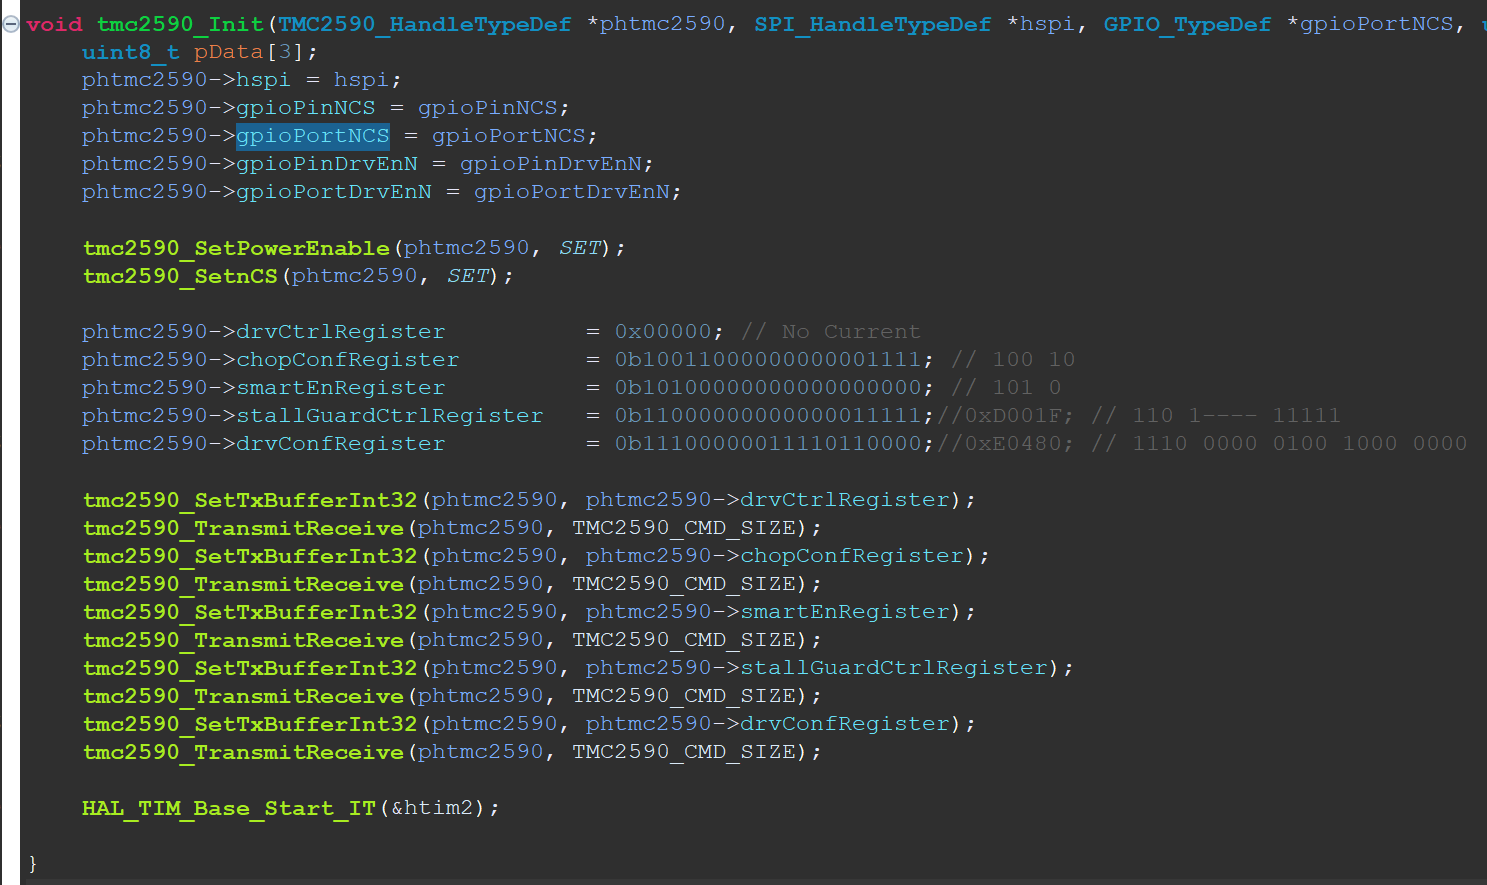 void tmc2590_Init(TMC2590_HandleTypeDef *phtmc2590, SPI_HandleTypeDef *hspi, GPIO_TypeDef *gpioPortNCS,
uint8_t pData[3];
phtmc2590->hspi = hspi;
phtmc2590->gpioPinNCS = gpioPinNCS;
phtmc2590->gpioPortNCS = gpioPortNCS;
phtmc2590->gpioPinDrvEnN = gpioPinDrvEnN;
phtmc2590->gpioPortDrvEnN = gpioPortDrvEnN;
tmc2590_SetPowerEnable(phtmc2590, SET);
tmc2590_SetnCS(phtmc2590, SET);
phtmc2590->drvCtrlRegister = 0x00000; // No Current
phtmc2590->chopConfRegister = 0b10011000000000001111; // 100 10
phtmc2590->smartEnRegister = 0b10100000000000000000; // 101 0
phtmc2590->stallGuardCtrlRegister = 0b11000000000000011111;//0xD001F; // 110 1---- 11111
phtmc2590->drvConfRegister = 0b11100000011110110000;//0xE0480; // 1110 0000 0100 1000 0000
tmc2590_SetTxBufferInt32(phtmc2590, phtmc2590->drvCtrlRegister);
tmc2590_TransmitReceive(phtmc2590, TMC2590_CMD_SIZE);
tmc2590_SetTxBufferInt32(phtmc2590, phtmc2590->chopConfRegister);
tmc2590_TransmitReceive(phtmc2590, TMC2590_CMD_SIZE);
tmc2590_SetTxBufferInt32(phtmc2590, phtmc2590->smartEnRegister);
tmc2590_TransmitReceive(phtmc2590, TMC2590_CMD_SIZE);
tmc2590_SetTxBufferInt32(phtmc2590, phtmc2590->stallGuardCtrlRegister);
tmc2590_TransmitReceive(phtmc2590, TMC2590_CMD_SIZE);
tmc2590_SetTxBufferInt32(phtmc2590, phtmc2590->drvConfRegister);
tmc2590_TransmitReceive(phtmc2590, TMC2590_CMD_SIZE);
HAL_TIM_Base_Start_IT(&htim2);
}